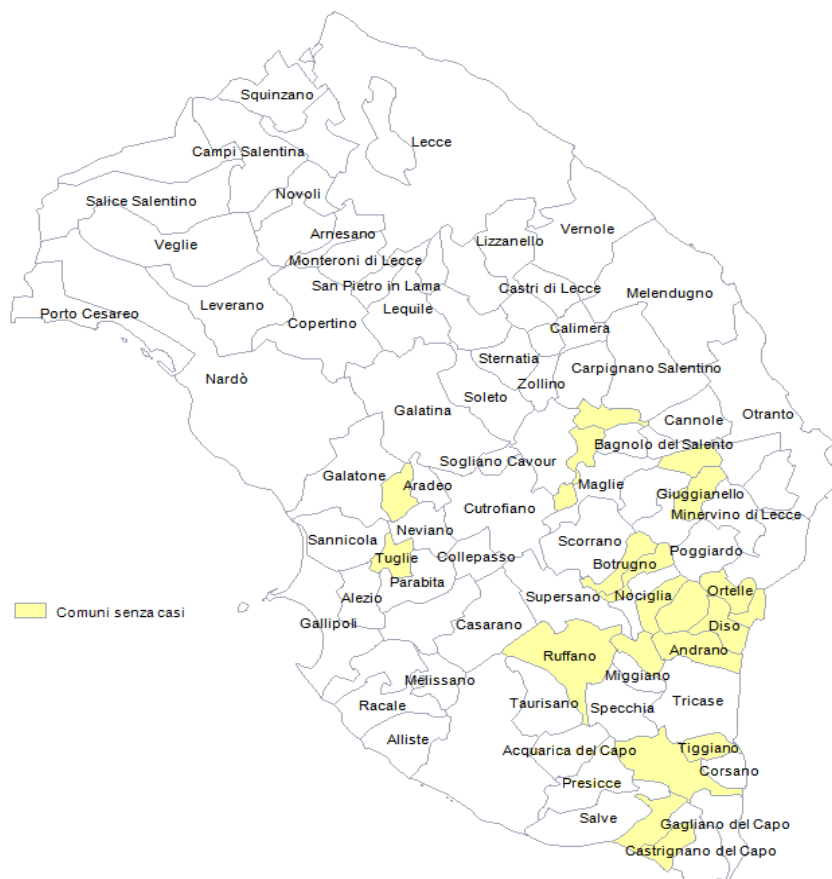 Squinzano
Lecce
Campi Salentina
Novoli
Salice Salentino
Vernole
Arnesano
Lizzanello
Veglie
Monteroni di Lecce
San Pietro in Lama
Castri di Lecce
Melendugno
Leverano
Lequile
Porto Cesareo
Copertino
Calimera
Sternatia
Carpignano Salentino
Nardò
Zollino
Soleto
Galatina
Otranto
Cannole
Bagnolo del Salento
Sogliano Cavour
Galatone
Aradeo
Maglie
Giuggianello
Cutrofiano
Minervino di Lecce
Neviano
Sannicola
Scorrano
Poggiardo
Collepasso
Tuglie
Botrugno
Parabita
Ortelle
Alezio
Supersano
Nociglia
Comuni senza casi
Gallipoli
Casarano
Diso
Andrano
Ruffano
Miggiano
Melissano
Tricase
Racale
Taurisano
Specchia
Alliste
Acquarica del Capo
Tiggiano
Corsano
Presicce
Salve
Gagliano del Capo
Castrignano del Capo